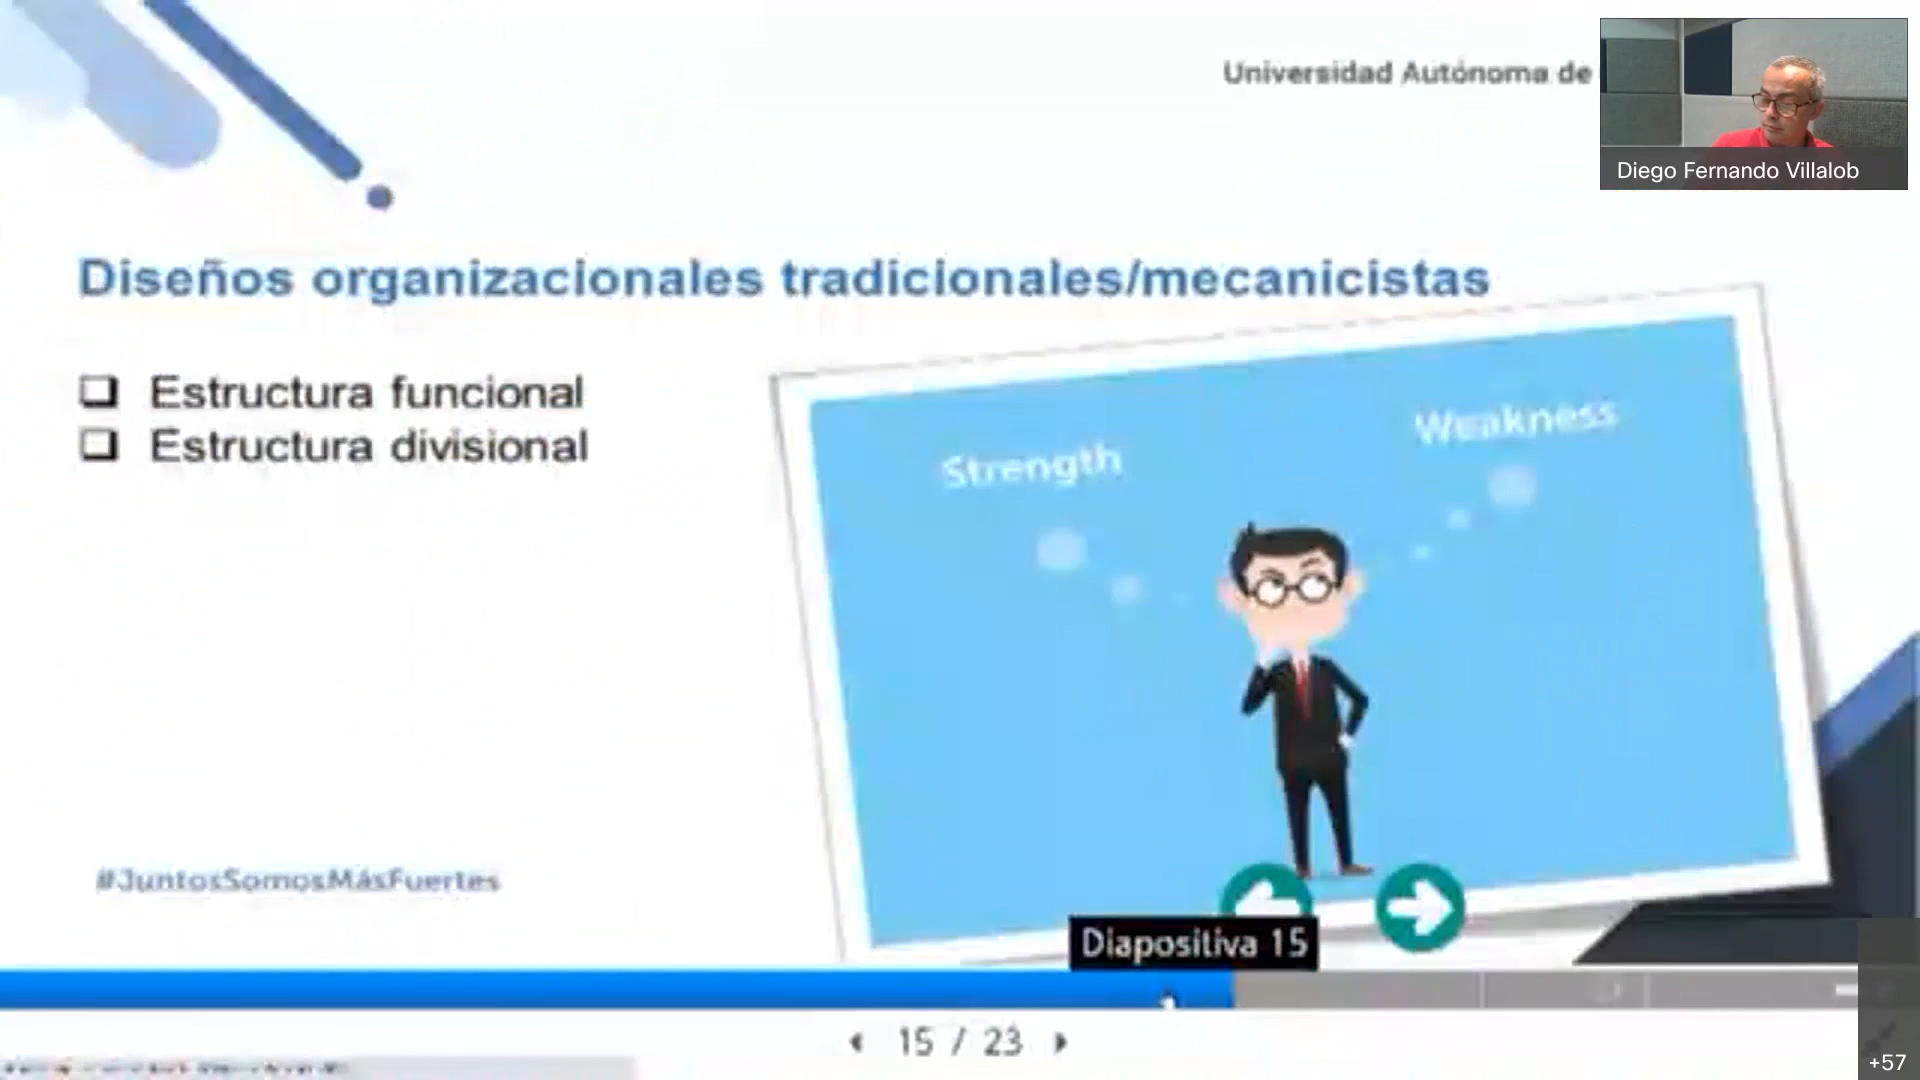 Universidad Autónoma de
Diego Fernando Villalob
Diseños organizacionales tradicionales/mecanicistas
Estructura funcional
Estructura divisional
Strength
Weakness
#JuntosSomosMásFuertes
Diapositiva 15
15 / 23
+57